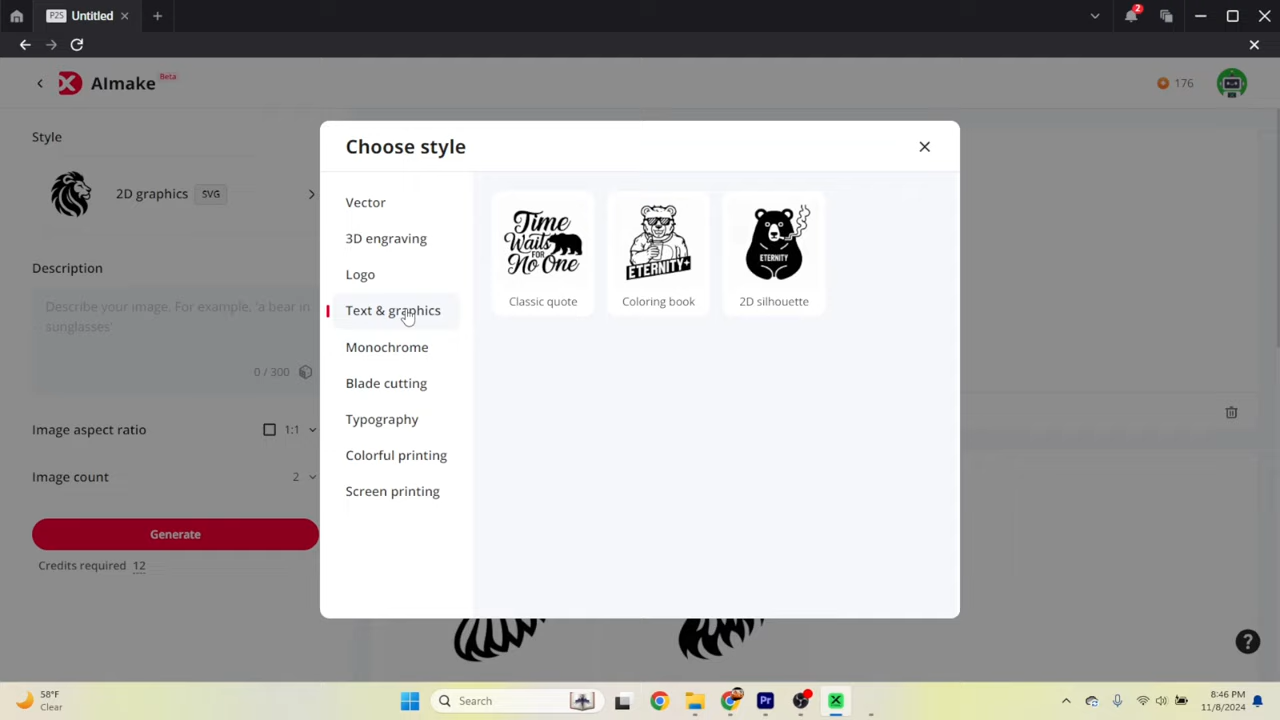 P2S Untitled
2
AImake Beta
176
Style
2D graphics SVG
Description
Describe your image. For example, 'a bear in
sunglasses'
0 / 300
Image aspect ratio 1:1
Image count 2
Generate
Credits required 12
Choose style
Vector
3D engraving
Logo
Text & graphics
Monochrome
Blade cutting
Typography
Colorful printing
Screen printing
Time
Waits
FOR
No One
Classic quote
ETERNITY+
Coloring book
ETERNITY
2D silhouette
?
58°F
Clear
Search
Pr
8:46 PM
11/8/2024